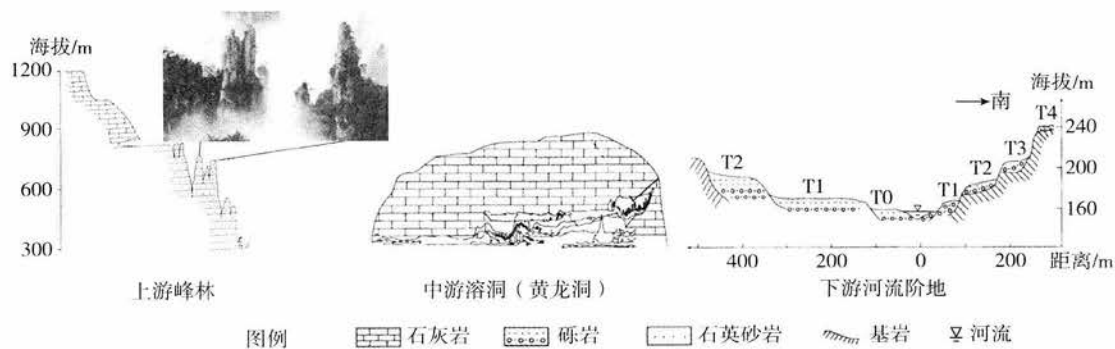 海拔/m
1200
900
600
300
上游峰林
中游溶洞(黄龙洞)
海拔/m
南
T4
240
T3
T2
T2
200
T1
T1
T0
160
400
200
0
200
距离/m
下游河流阶地
图例
石灰岩
砾岩
石英砂岩
基岩
河流